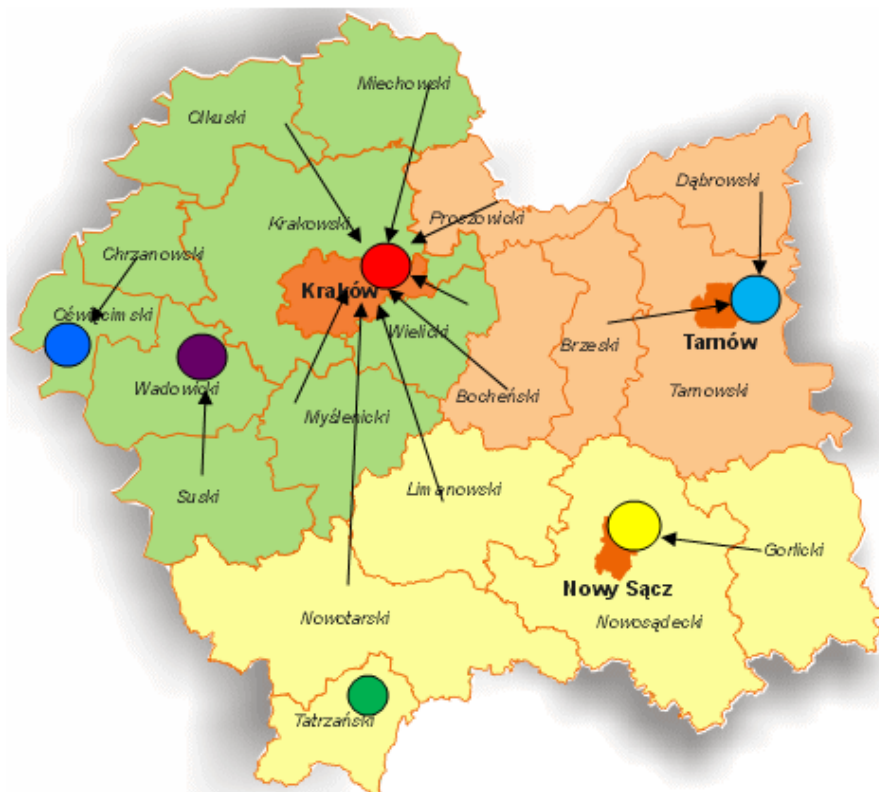 Miechowski
Olkuski
Dąbrowski
Proszowicki
Krakowski
Chrzanowski
Kraków
Oświęcimski
Wielicki
Brzeski
Tarnów
Wadowicki
Bocheński
Tarnowski
Myślenicki
Limanowski
Suski
Gorlicki
Nowy Sącz
Nowotarski
Nowosądecki
Tatrzański